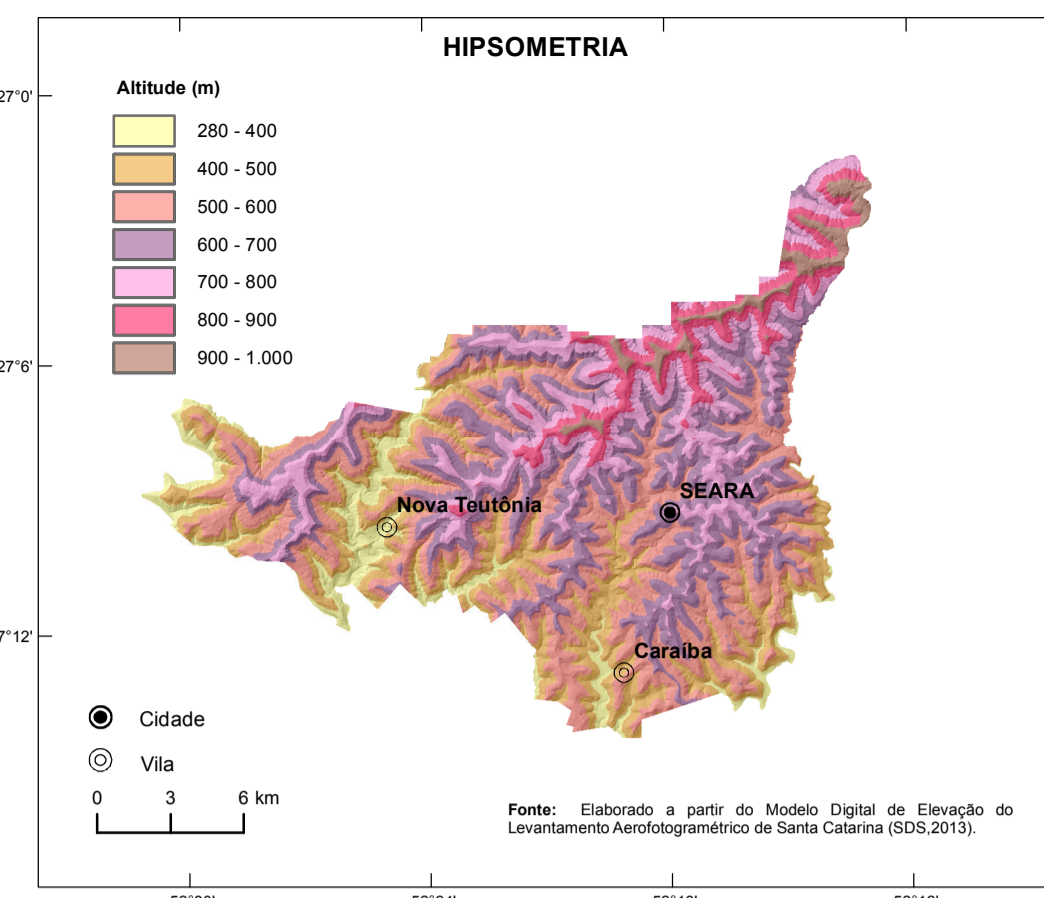 HIPSOMETRIA
Altitude (m)
280 - 400
400 - 500
500 - 600
600 - 700
700 - 800
800 - 900
900 - 1.000
27°0'
27°6'
7°12'
Nova Teutônia
SEARA
Caraíba
Cidade
Vila
0 3 6 km
Fonte: Elaborado a partir do Modelo Digital de Elevação do
Levantamento Aerofotogramétrico de Santa Catarina (SDS,2013).